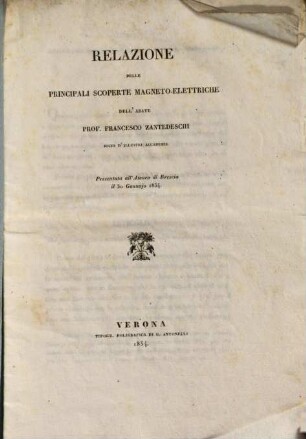 RELAZIONE
DELLE
PRINCIPALI SCOPERTE MAGNETO-ELETTRICHE
DELL' ABATE
PROF. FRANCESCO ZANTEDESCHI
SOCIO D'ILLUSTRI ACCADEMIE
Presentata all' Ateneo di Brescia
il 30 Gennajo 1834
VERONA
TIPOGR. POLIGRAFICA DI G. ANTONELLI
1834.